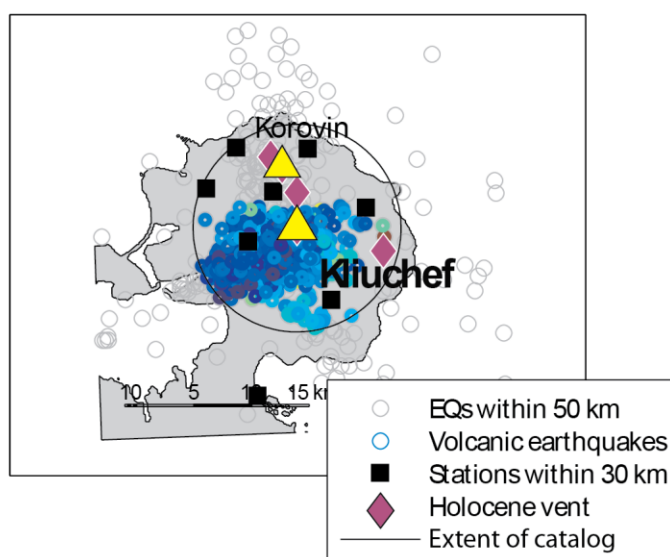 Korovin
Kliuchef
10 5 10 15 km
EQs within 50 km
Volcanic earthquakes
Stations within 30 km
Holocene vent
Extent of catalog